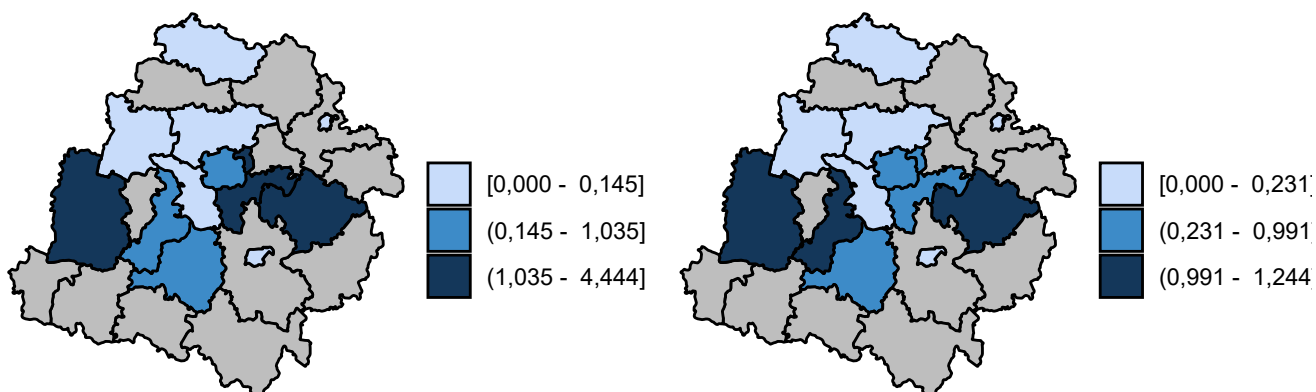 [0,000 - 0,145]
(0,145 - 1,035]
(1,035 - 4,444]
[0,000 - 0,231]
(0,231 - 0,991]
(0,991 - 1,244]